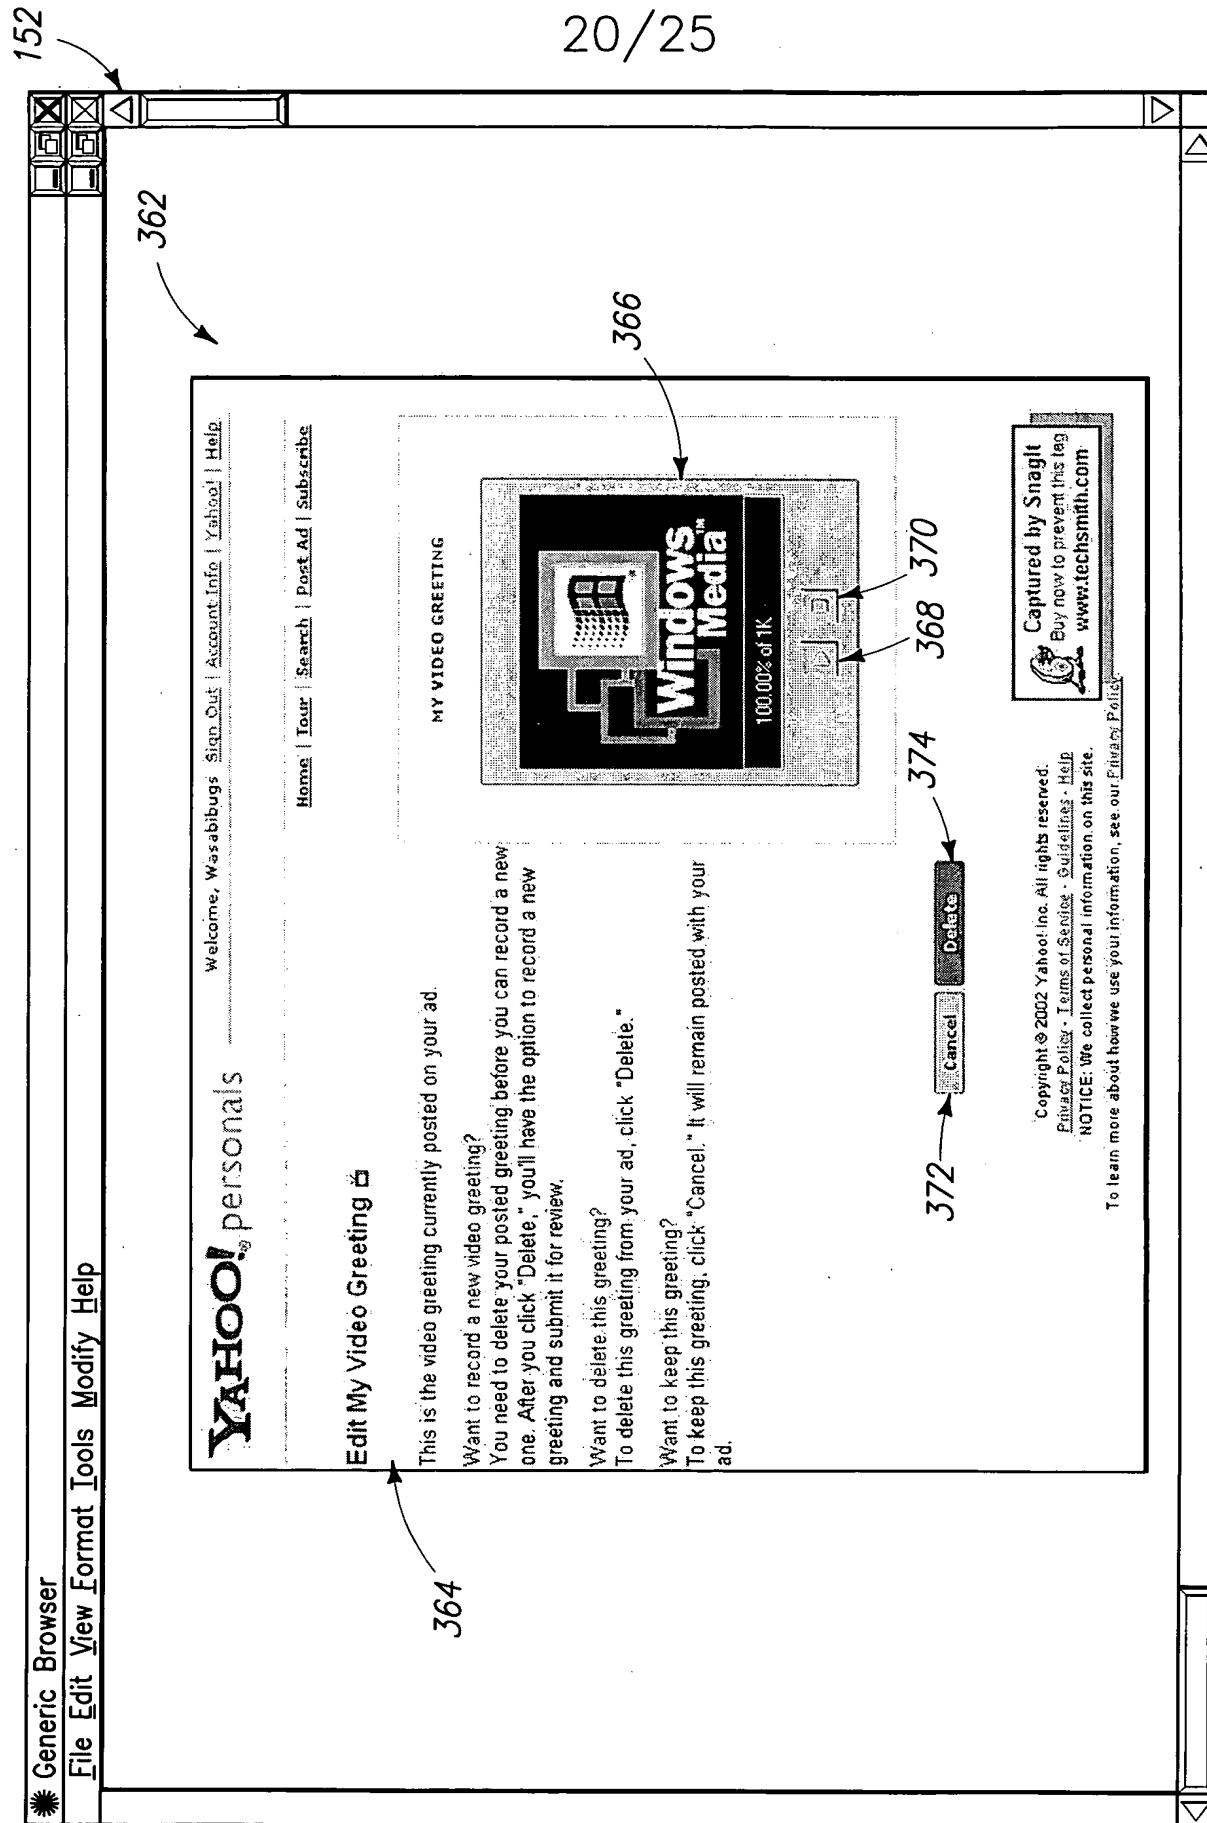 20/25
152
Generic Browser
File Edit View Format Tools Modify Help
362
YAHOO!® personals
Welcome, Wasabibugs Sign Out | Account Info | Yahoo! | Help
Home | Tour | Search | Post Ad | Subscribe
Edit My Video Greeting
364
This is the video greeting currently posted on your ad.
Want to record a new video greeting?
You need to delete your posted greeting before you can record a new
one. After you click "Delete," you'll have the option to record a new
greeting and submit it for review.
Want to delete this greeting?
To delete this greeting from your ad, click "Delete."
Want to keep this greeting?
To keep this greeting, click "Cancel." It will remain posted with your
ad.
MY VIDEO GREETING
366
Windows
Media™
100.00% of 1K
368
370
372
Cancel
Delete
374
Copyright © 2002 Yahoo! Inc. All rights reserved.
Privacy Policy - Terms of Service - Guidelines - Help
NOTICE: We collect personal information on this site.
To learn more about how we use your information, see our Privacy Policy
Captured by SnagIt
Buy now to prevent this tag
www.techsmith.com